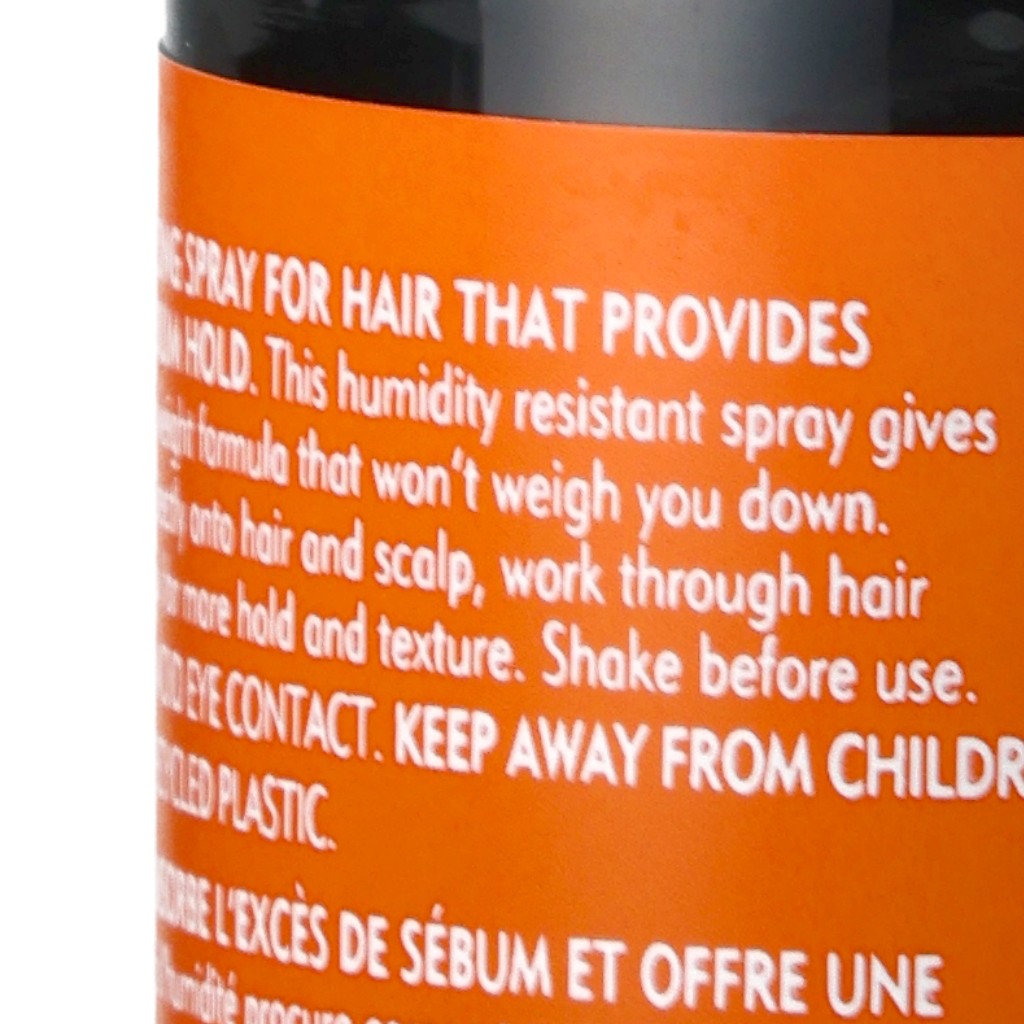 SPRAY FOR HAIR THAT PROVIDES
HOLD. This humidity resistant spray gives
formula that won't weigh you down.
onto hair and scalp, work through hair
more hold and texture. Shake before use.
EYE CONTACT. KEEP AWAY FROM CHILDR
PLASTIC.
L'EXCÈS DE SÉBUM ET OFFRE UNE
humidité procure